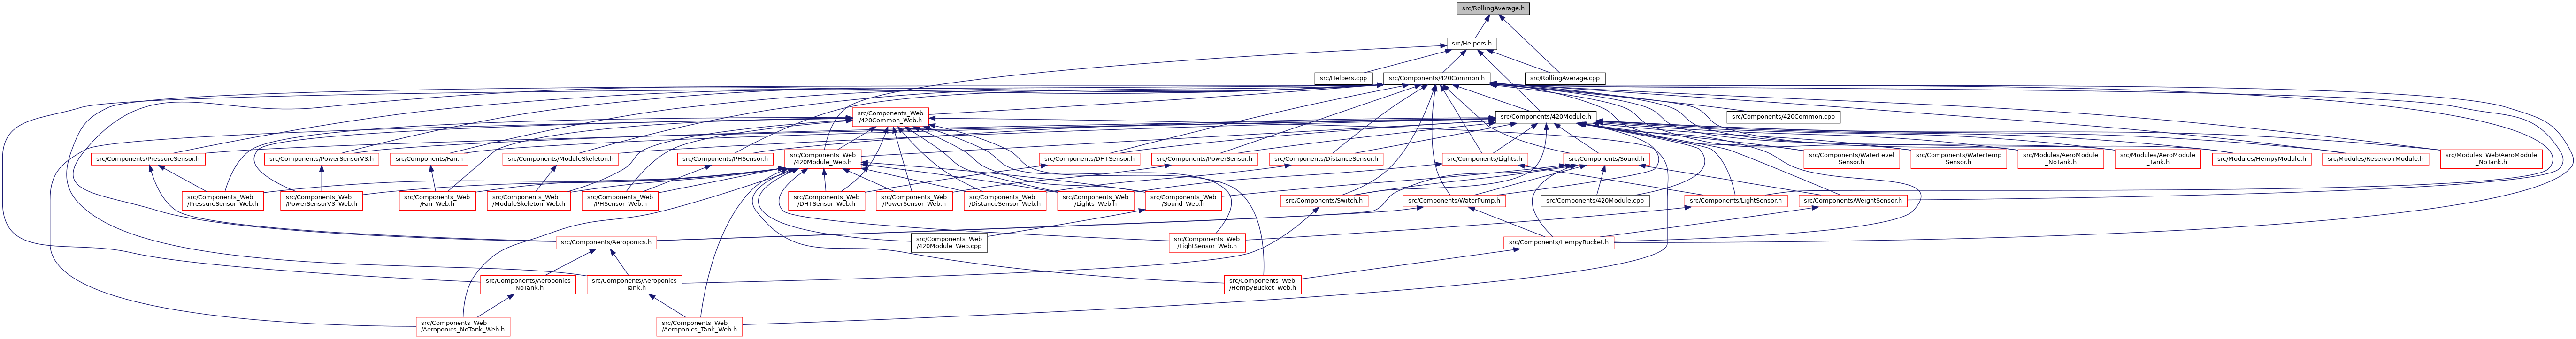 src/RollingAverage.h
src/Helpers.h
src/Helpers.cpp
src/Components/420Common.h
src/RollingAverage.cpp
src/Components_Web
/420Common_Web.h
src/Components/420Module.h
src/Components/420Common.cpp
src/Components/PressureSensor.h
src/Components/PowerSensorV3.h
src/Components/Fan.h
src/Components/ModuleSkeleton.h
src/Components/PHSensor.h
src/Components_Web
/420Module_Web.h
src/Components/DHTSensor.h
src/Components/PowerSensor.h
src/Components/DistanceSensor.h
src/Components/Lights.h
src/Components/Sound.h
src/Components/WaterLevel
Sensor.h
src/Components/WaterTemp
Sensor.h
src/Modules/AeroModule
_NoTank.h
src/Modules/AeroModule
_Tank.h
src/Modules/HempyModule.h
src/Modules/ReservoirModule.h
src/Modules_Web/AeroModule
_NoTank.h
src/Components_Web
/PressureSensor_Web.h
src/Components_Web
/PowerSensorV3_Web.h
src/Components_Web
/Fan_Web.h
src/Components_Web
/ModuleSkeleton_Web.h
src/Components_Web
/PHSensor_Web.h
src/Components_Web
/DHTSensor_Web.h
src/Components_Web
/PowerSensor_Web.h
src/Components_Web
/DistanceSensor_Web.h
src/Components_Web
/Lights_Web.h
src/Components_Web
/Sound_Web.h
src/Components/Switch.h
src/Components/WaterPump.h
src/Components/420Module.cpp
src/Components/LightSensor.h
src/Components/WeightSensor.h
src/Components/Aeroponics.h
src/Components_Web
/420Module_Web.cpp
src/Components_Web
/LightSensor_Web.h
src/Components/HempyBucket.h
src/Components/Aeroponics
_NoTank.h
src/Components/Aeroponics
_Tank.h
src/Components_Web
/HempyBucket_Web.h
src/Components_Web
/Aeroponics_NoTank_Web.h
src/Components_Web
/Aeroponics_Tank_Web.h